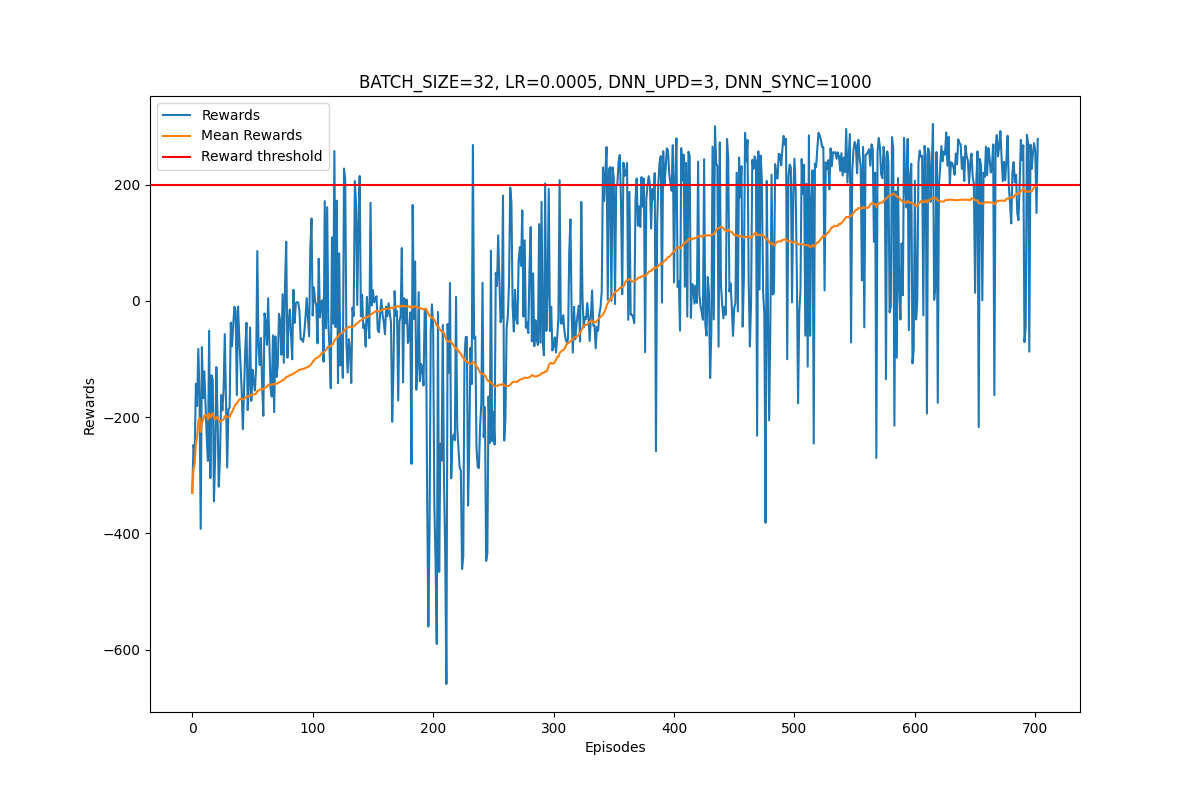 BATCH_SIZE=32, LR=0.0005, DNN_UPD=3, DNN_SYNC=1000
Rewards
Mean Rewards
Reward threshold
200
0
−200
−400
−600
Rewards
0 100 200 300 400 500 600 700
Episodes